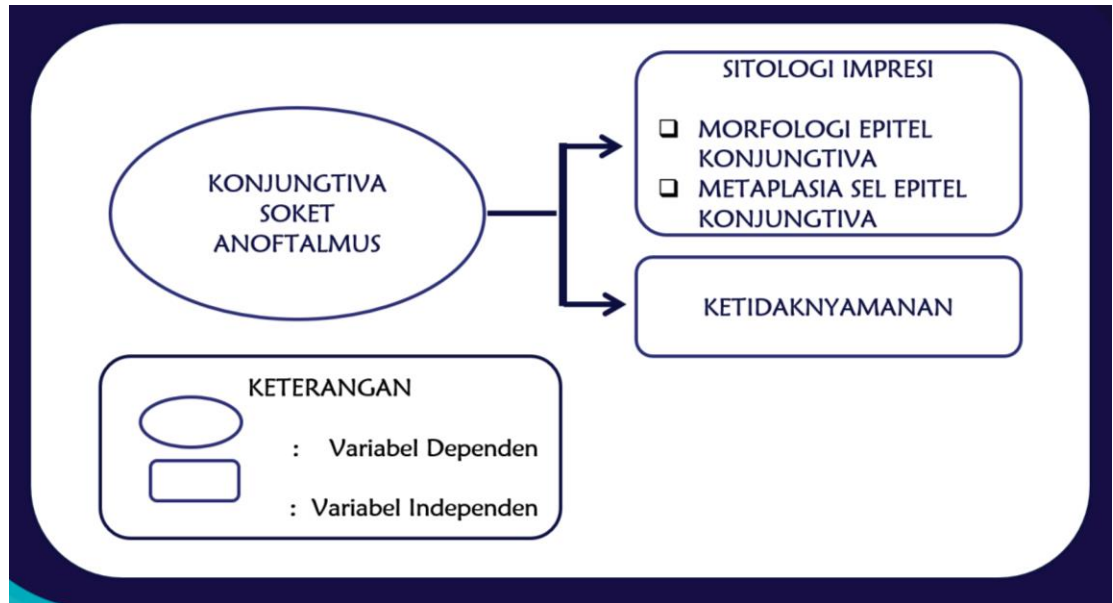 KONJUNGTIVA
SOKET
ANOFTALMUS
SITOLOGI IMPRESI
❑ MORFOLOGI EPITEL
KONJUNGTIVA
❑ METAPLASIA SEL EPITEL
KONJUNGTIVA
KETIDAKNYAMANAN
KETERANGAN
: Variabel Dependen
: Variabel Independen